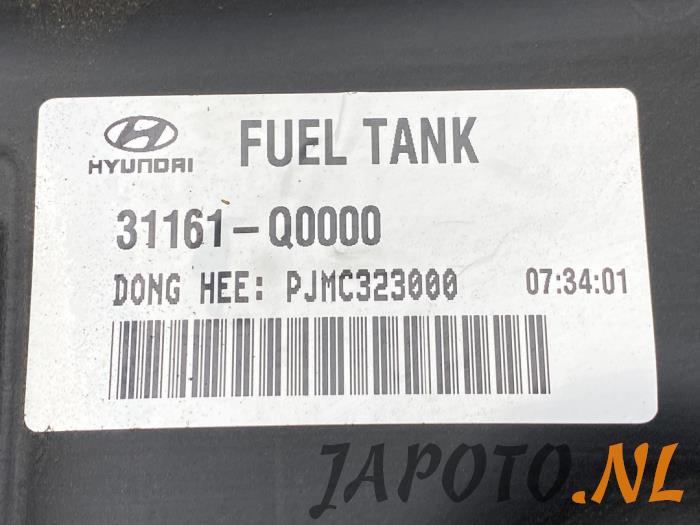 HYUNDAI
FUEL TANK
31161-Q0000
DONG HEE: PJMC323000
07:34:01
JAPOTO.NL